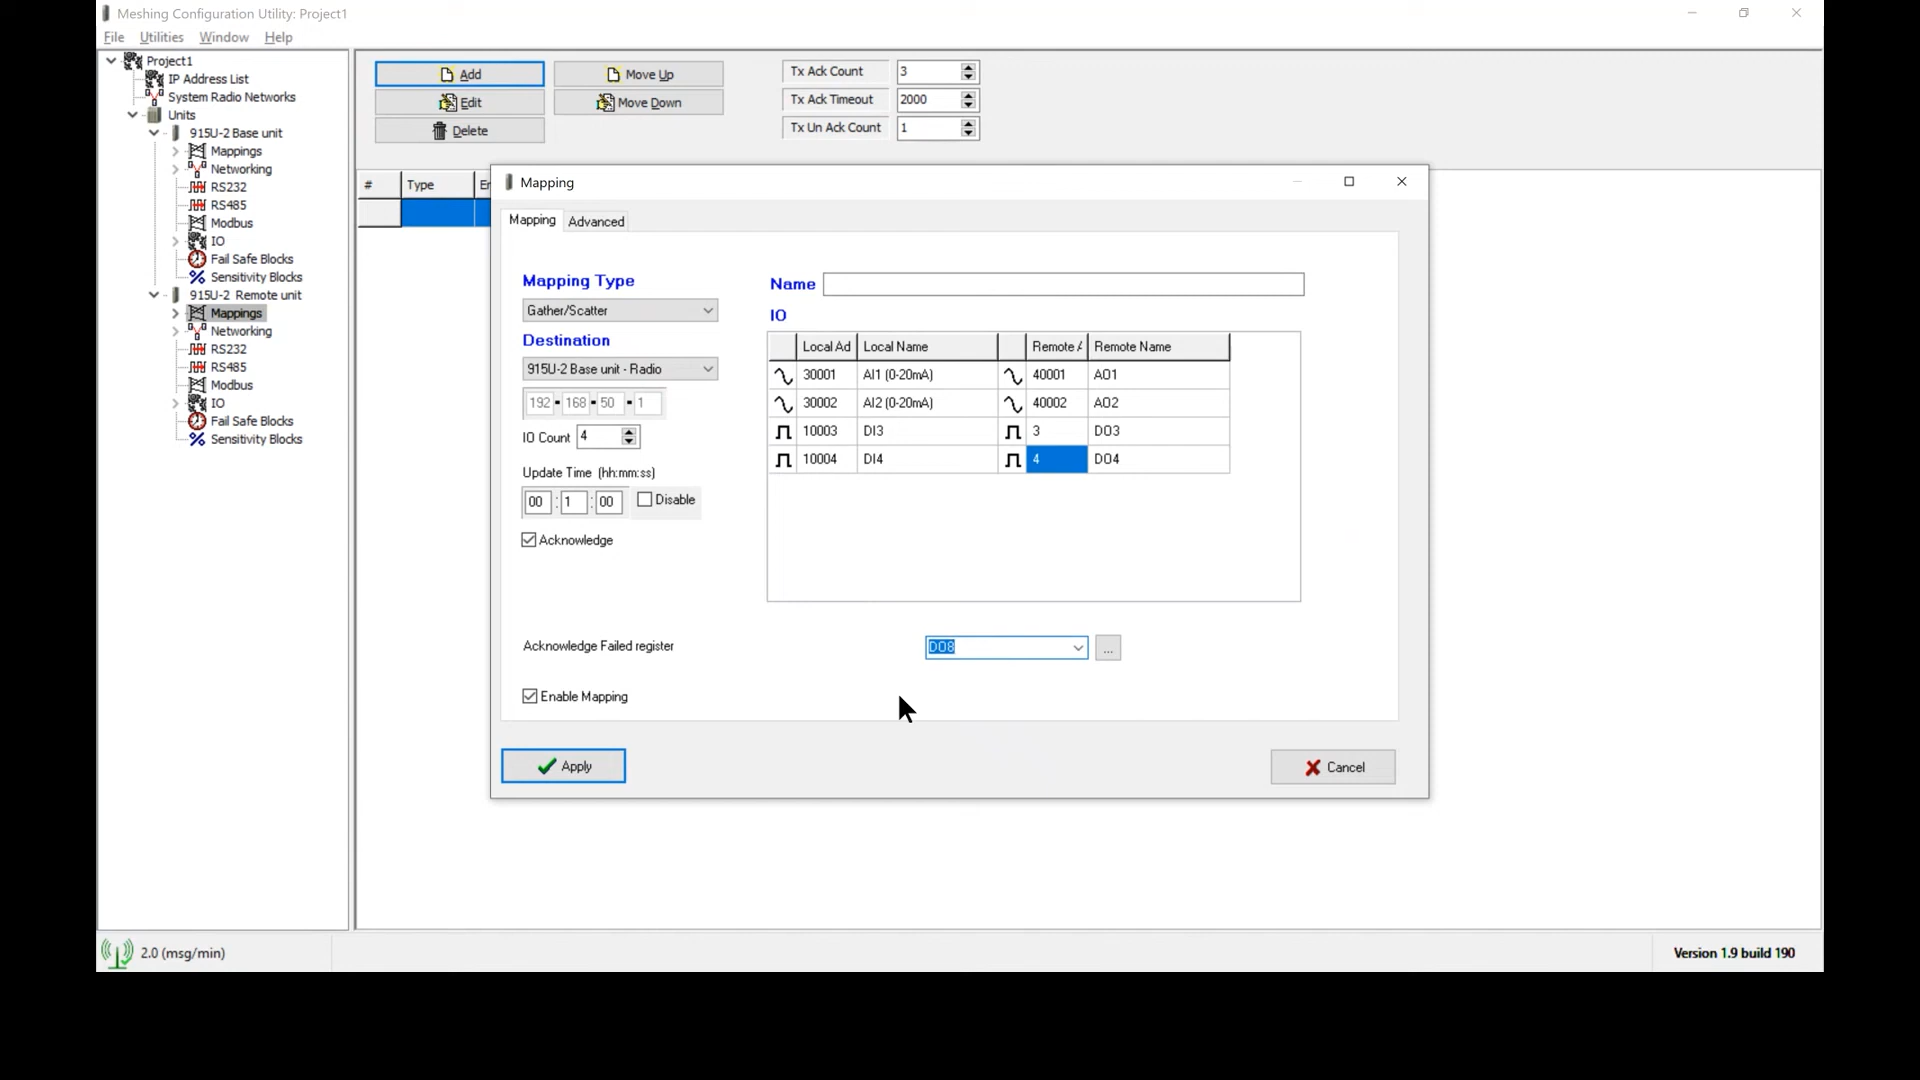 Meshing Configuration Utility: Project1
File Utilities Window Help
Project1
IP Address List
System Radio Networks
Units
915U-2 Base unit
Mappings
Networking
RS232
RS485
Modbus
IO
Fail Safe Blocks
Sensitivity Blocks
915U-2 Remote unit
Mappings
Networking
RS232
RS485
Modbus
IO
Fail Safe Blocks
Sensitivity Blocks
Add Move Up
Edit Move Down
Delete
Tx Ack Count 3
Tx Ack Timeout 2000
Tx Un Ack Count 1
# Type En
Mapping
Mapping Advanced
Mapping Type
Gather/Scatter
Destination
915U-2 Base unit - Radio
192 168 50 1
IO Count 4
Update Time (hh:mm:ss)
00 : 1 : 00 Disable
Acknowledge
Name
IO
Local Ad Local Name Remote A Remote Name
30001 AI1 (0-20mA) 40001 AO1
30002 AI2 (0-20mA) 40002 AO2
10003 DI3 3 DO3
10004 DI4 4 DO4
Acknowledge Failed register DO8 ...
Enable Mapping
Apply Cancel
2.0 (msg/min)
Version 1.9 build 190